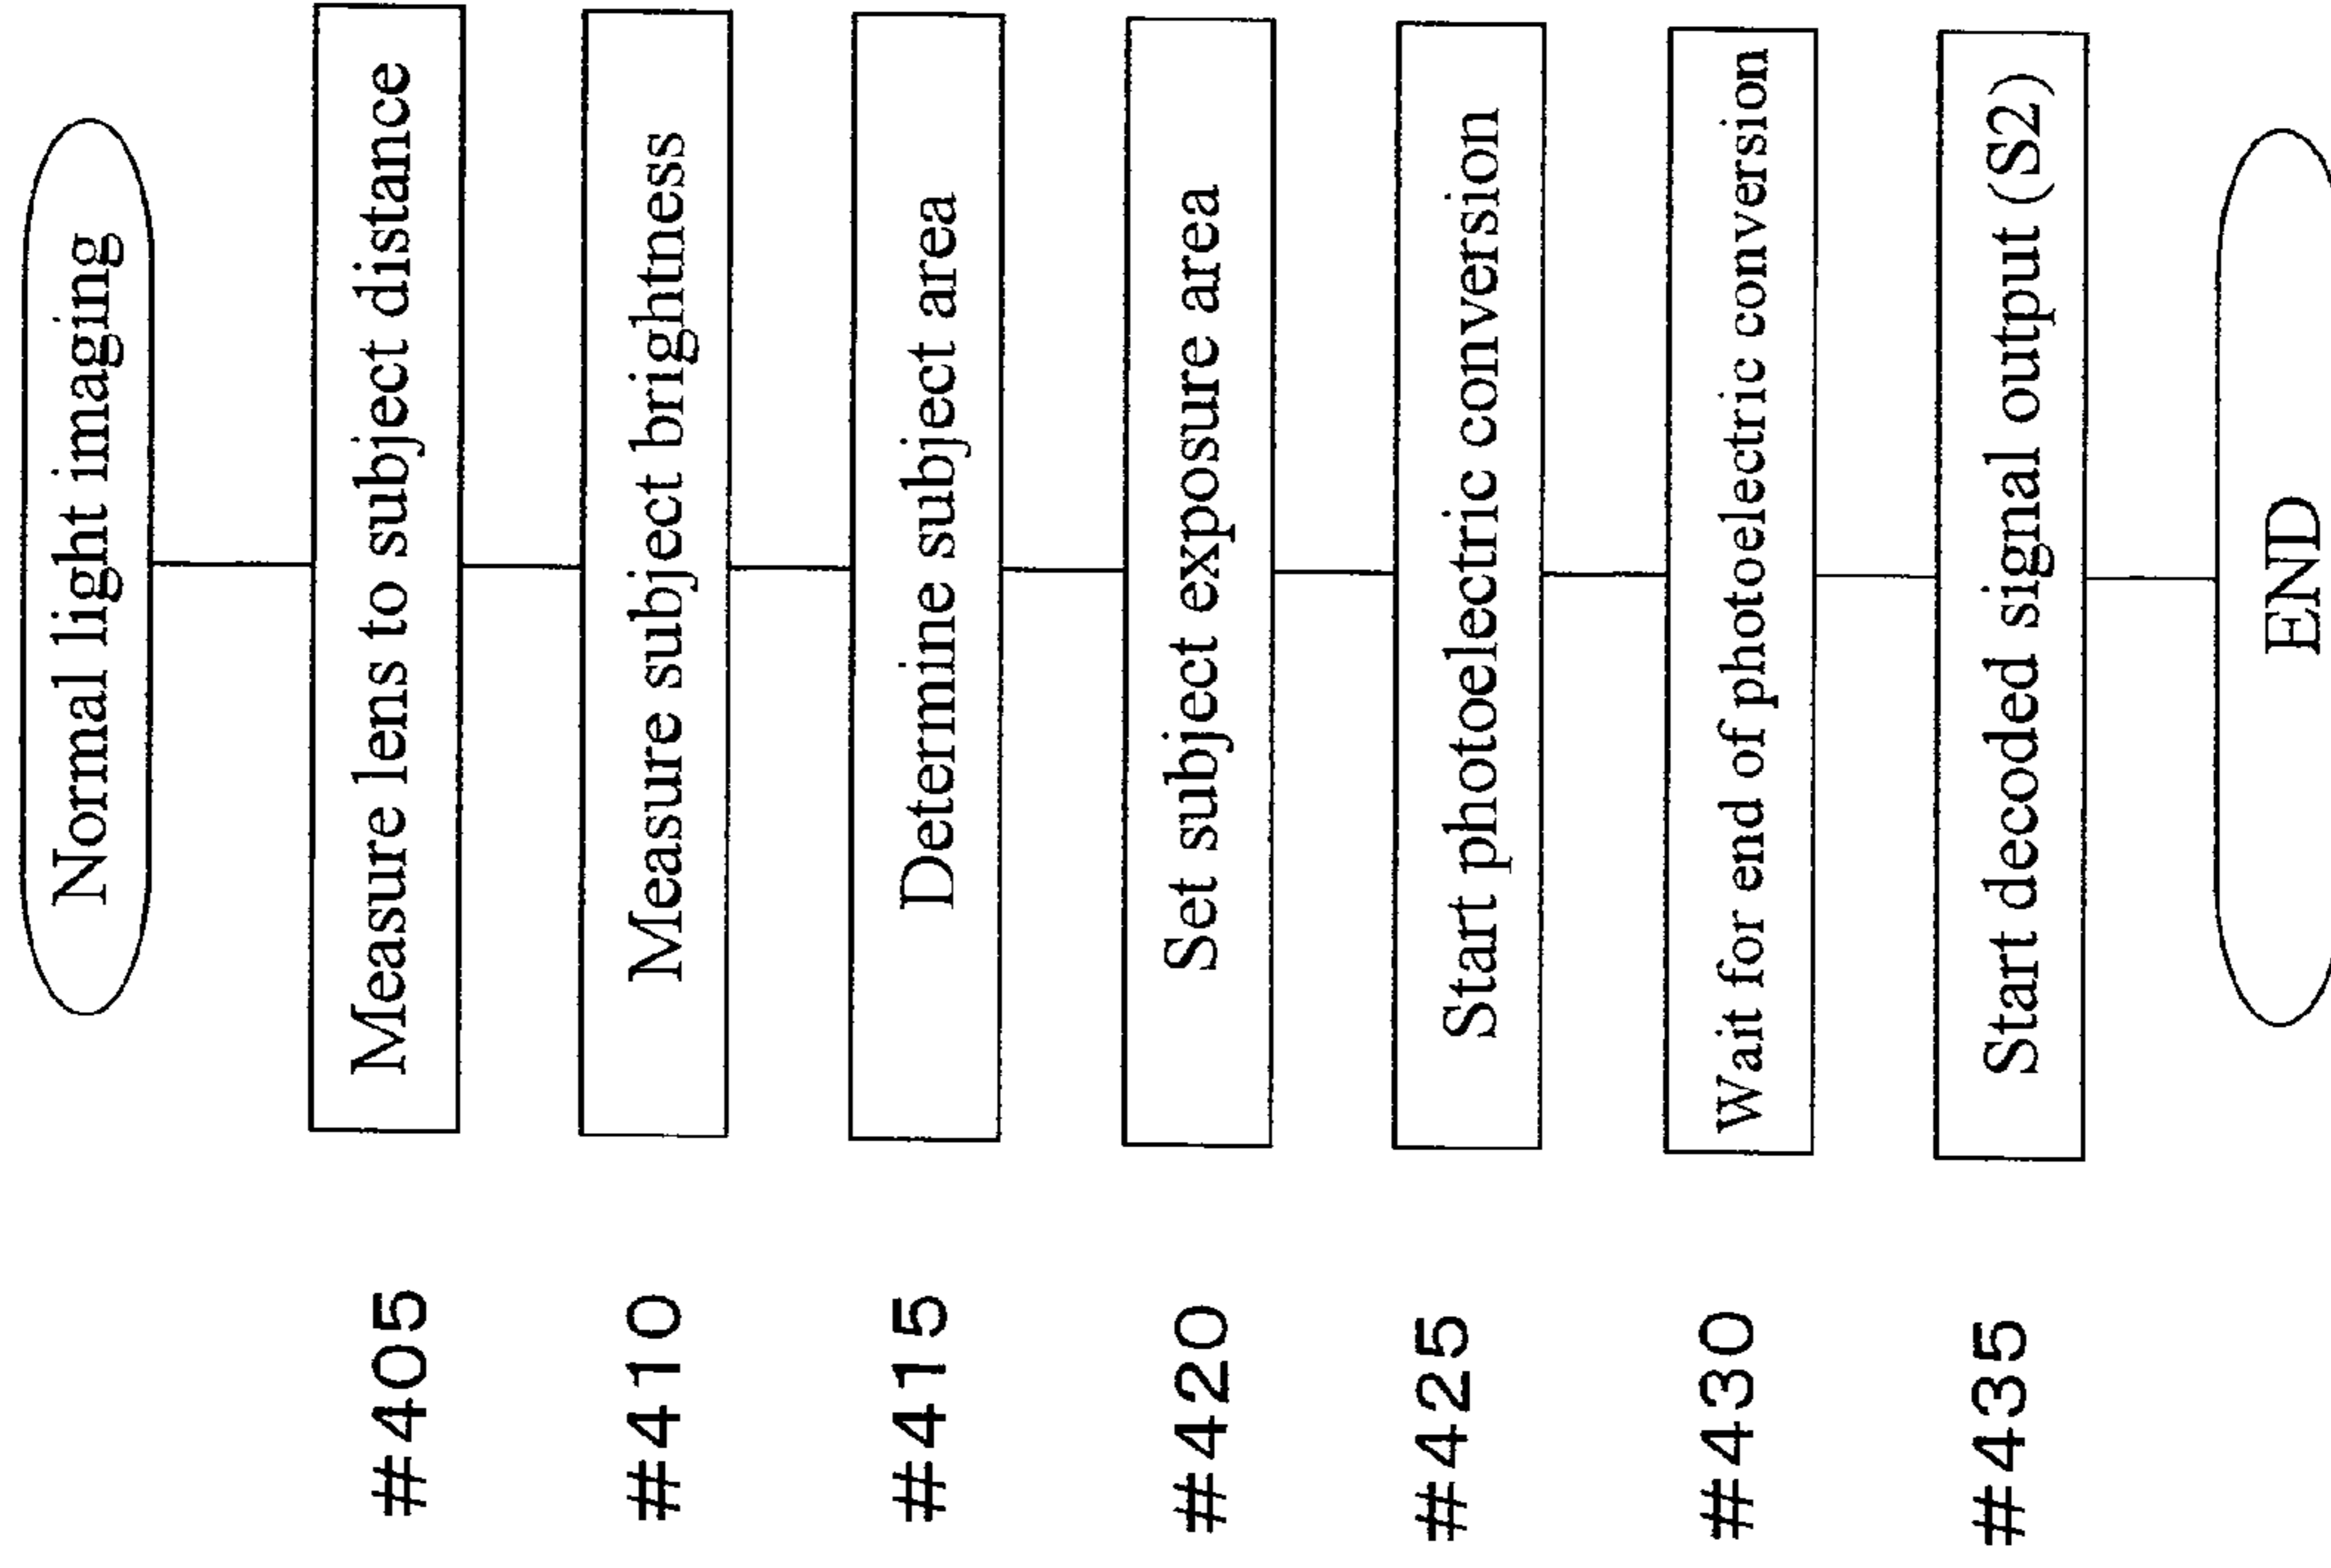 Normal light imaging
#405 Measure lens to subject distance
#410 Measure subject brightness
#415 Determine subject area
#420 Set subject exposure area
#425 Start photoelectric conversion
#430 Wait for end of photoelectric conversion
#435 Start decoded signal output (S2)
END